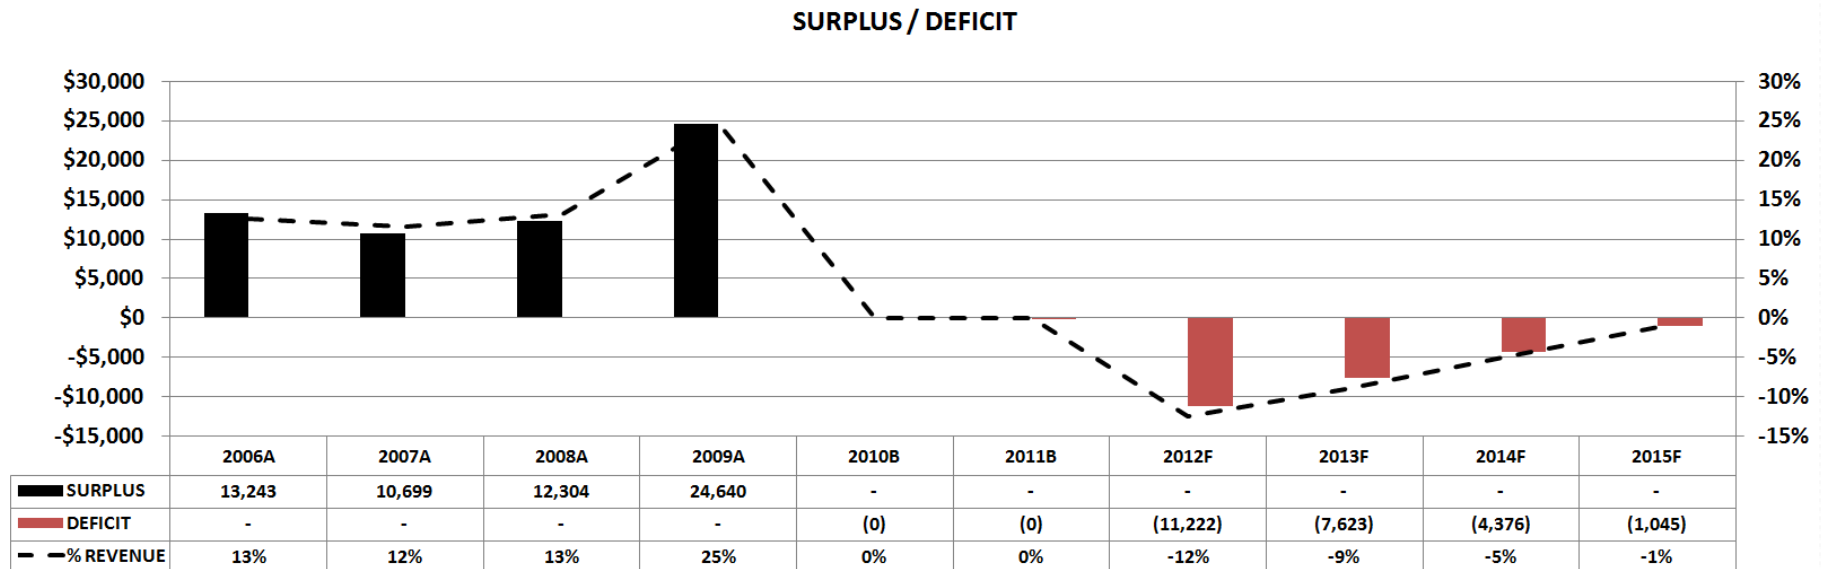 SURPLUS / DEFICIT
$30,000 30%
$25,000 25%
$20,000 20%
$15,000 15%
$10,000 10%
$5,000 5%
$0 0%
-$5,000 -5%
-$10,000 -10%
-$15,000 -15%
2006A 2007A 2008A 2009A 2010B 2011B 2012F 2013F 2014F 2015F
SURPLUS 13,243 10,699 12,304 24,640 - - - - - -
DEFICIT - - - - (0) (0) (11,222) (7,623) (4,376) (1,045)
% REVENUE 13% 12% 13% 25% 0% 0% -12% -9% -5% -1%